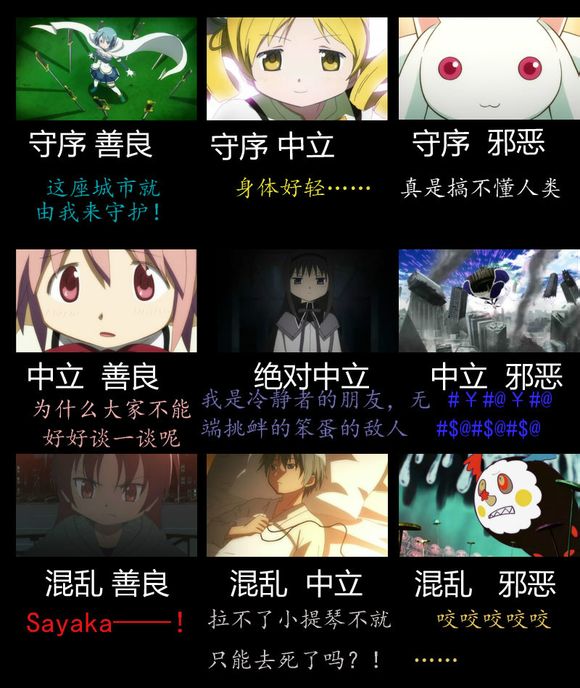 守序 善良
守序 中立
守序 邪恶
这座城市就
由我来守护！
身体好轻……
真是搞不懂人类
中立 善良
绝对中立
中立 邪恶
为什么大家不能
好好谈一谈呢
我是冷静者的朋友，无
端挑衅的笨蛋的敌人
#￥#@￥#@
#$@#$@#$@
混乱 善良
混乱 中立
混乱 邪恶
Sayaka——！
拉不了小提琴不就
只能去死了吗？！
咬咬咬咬咬
……